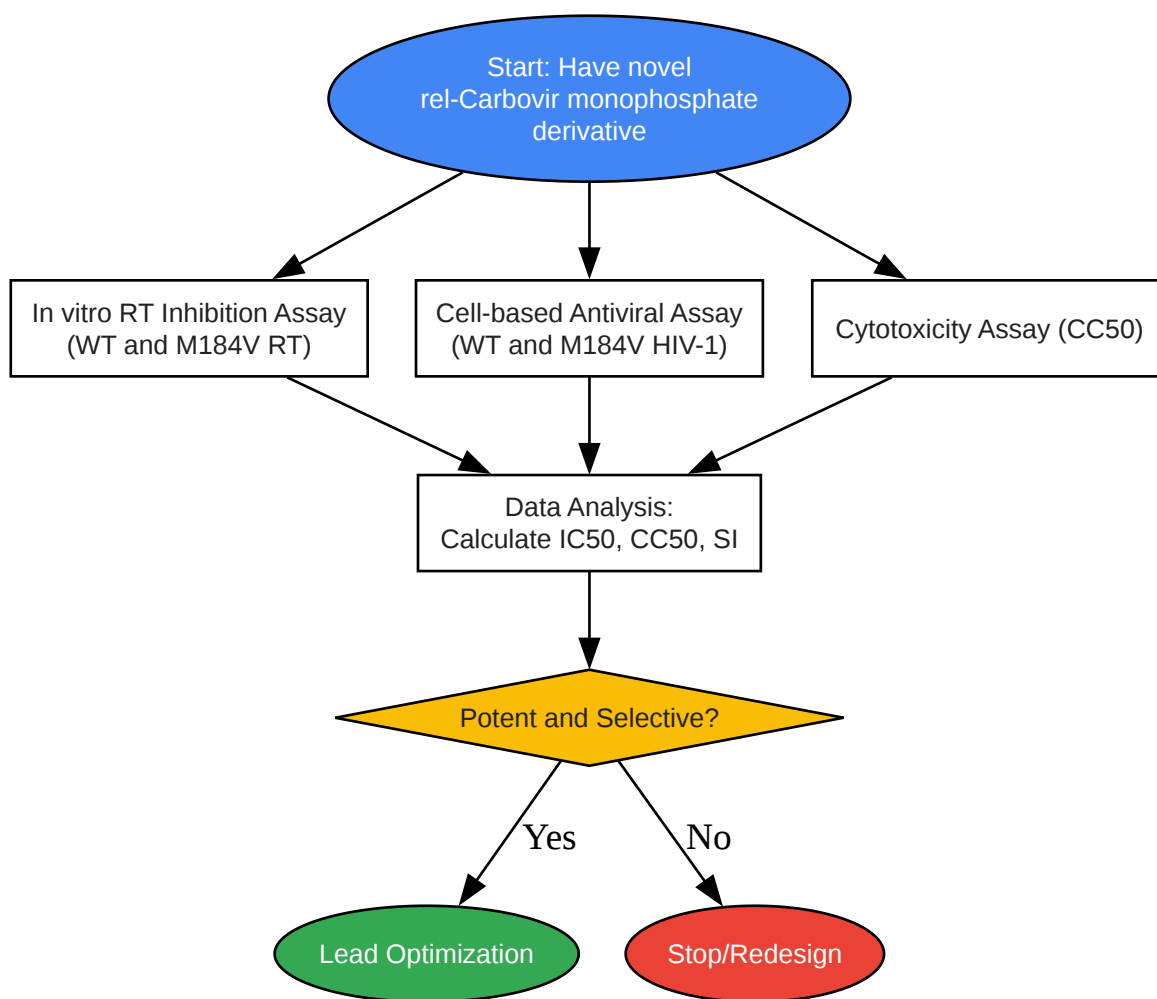 Start: Have novel
rel-Carbovir monophosphate
derivative
In vitro RT Inhibition Assay
(WT and M184V RT)
Cell-based Antiviral Assay
(WT and M184V HIV-1)
Cytotoxicity Assay (CC50)
Data Analysis:
Calculate IC50, CC50, SI
Potent and Selective?
Yes
No
Lead Optimization
Stop/Redesign